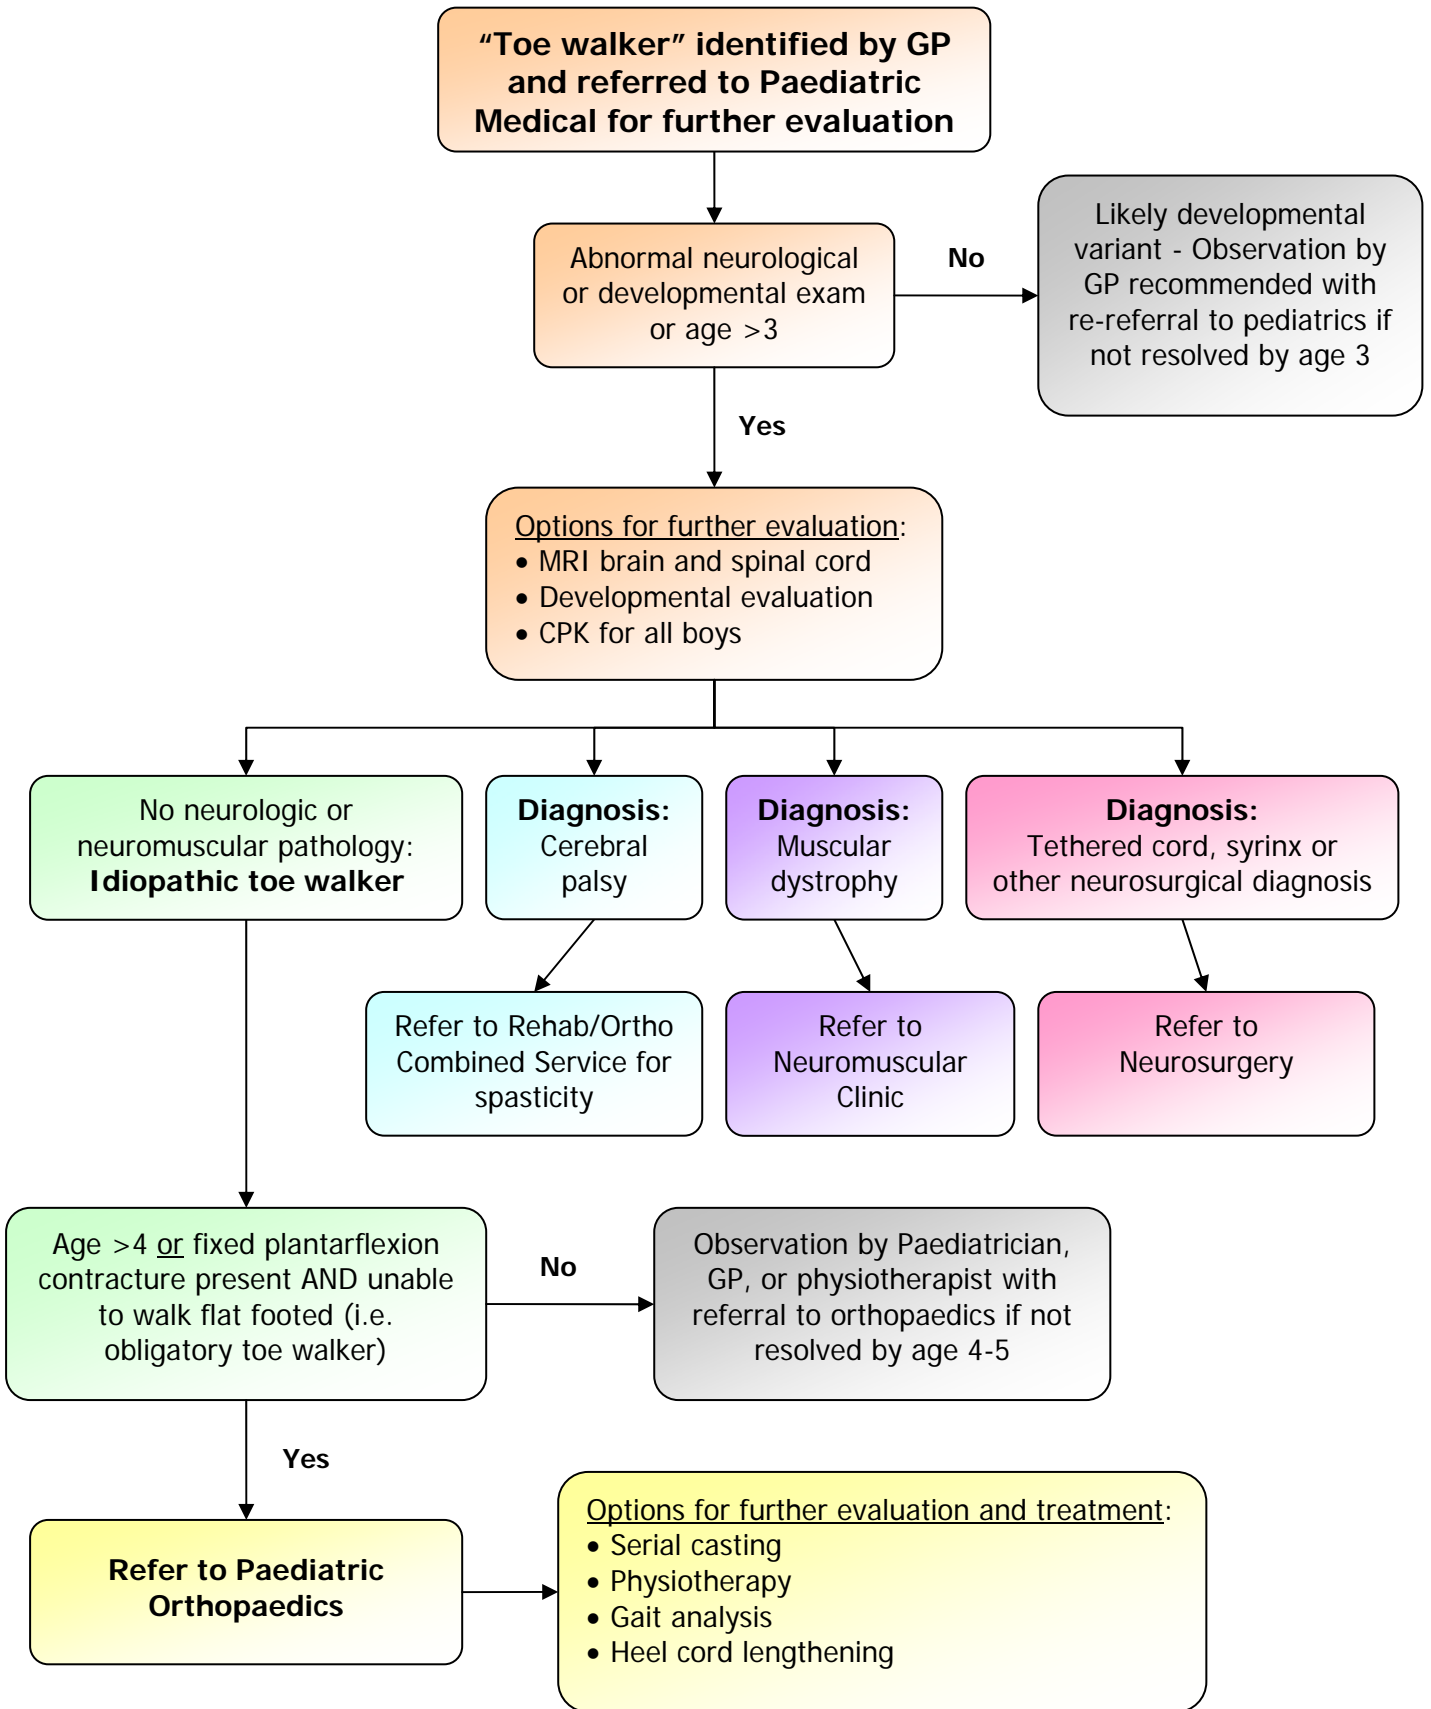 “Toe walker” identified by GP
and referred to Paediatric
Medical for further evaluation
Abnormal neurological
or developmental exam
or age >3
No
Likely developmental
variant - Observation by
GP recommended with
re-referral to pediatrics if
not resolved by age 3
Yes
Options for further evaluation:
• MRI brain and spinal cord
• Developmental evaluation
• CPK for all boys
No neurologic or
neuromuscular pathology:
Idiopathic toe walker
Diagnosis:
Cerebral
palsy
Diagnosis:
Muscular
dystrophy
Diagnosis:
Tethered cord, syrinx or
other neurosurgical diagnosis
Refer to Rehab/Ortho
Combined Service for
spasticity
Refer to
Neuromuscular
Clinic
Refer to
Neurosurgery
Age >4 or fixed plantarflexion
contracture present AND unable
to walk flat footed (i.e.
obligatory toe walker)
No
Observation by Paediatrician,
GP, or physiotherapist with
referral to orthopaedics if not
resolved by age 4-5
Yes
Refer to Paediatric
Orthopaedics
Options for further evaluation and treatment:
• Serial casting
• Physiotherapy
• Gait analysis
• Heel cord lengthening